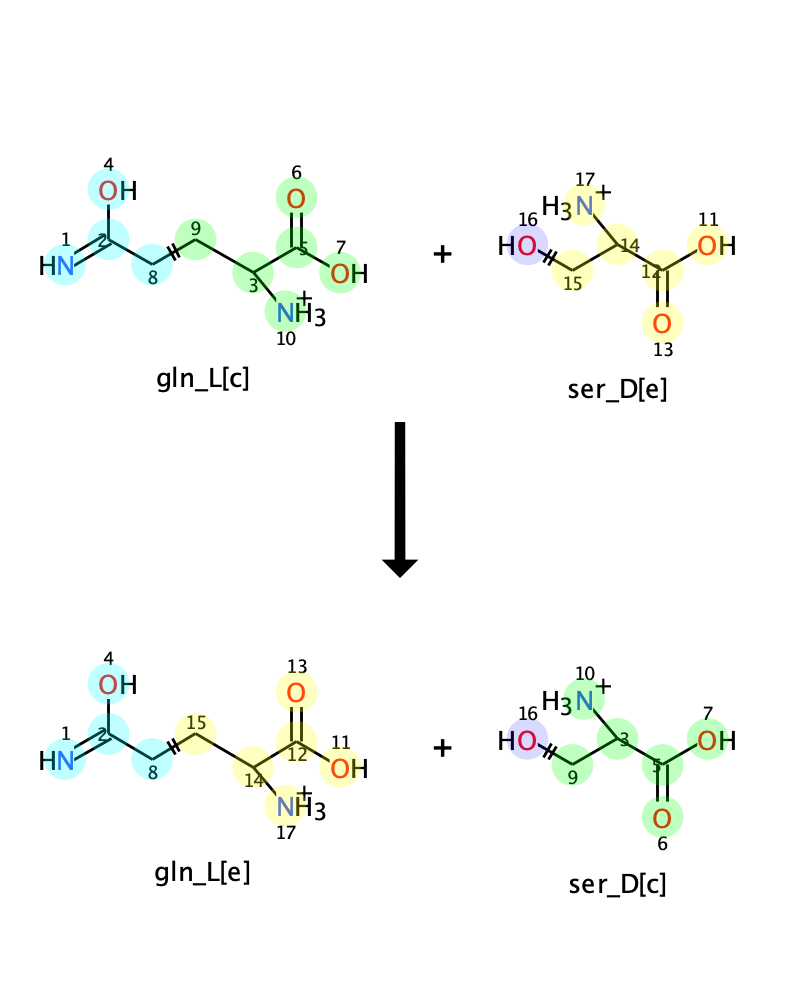 4
OH
1
HN
2
8
9
6
O
5
7
OH
3
NH3
+
10
gln_L[c]
+
17
H3N
+
16
HO
15
14
12
11
OH
O
13
ser_D[e]
4
OH
1
HN
2
8
15
13
O
12
11
OH
14
NH3
+
17
gln_L[e]
+
10
H3N
+
16
HO
9
3
5
7
OH
O
6
ser_D[c]